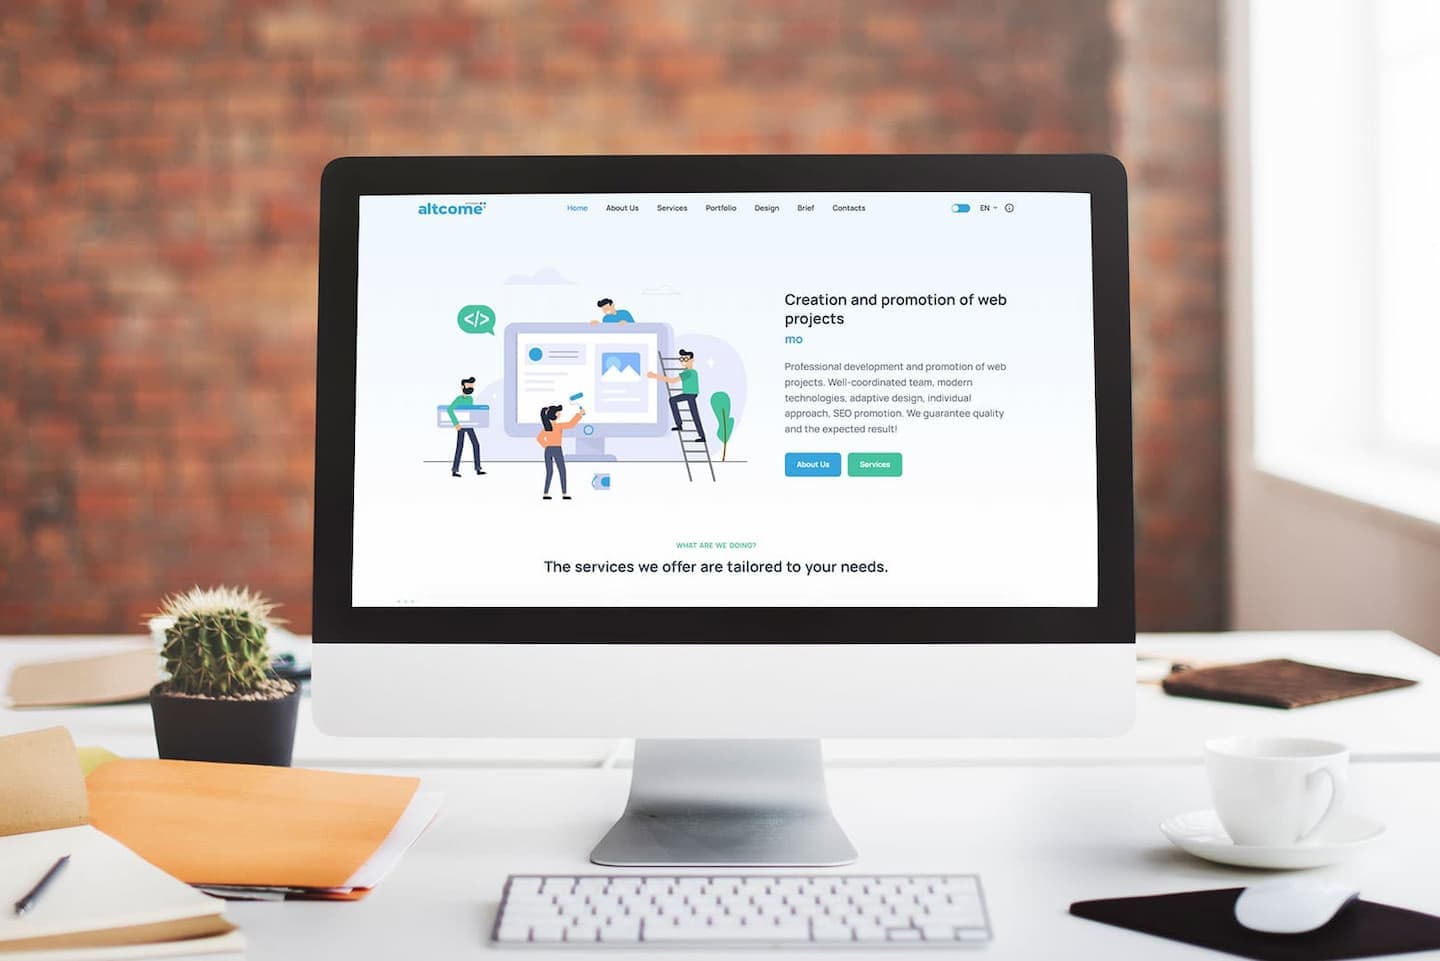 altcome
Home About Us Services Portfolio Design Brief Contacts
EN
</>
Creation and promotion of web
projects
mo
Professional development and promotion of web
projects. Well-coordinated team, modern
technologies, adaptive design, individual
approach, SEO promotion. We guarantee quality
and the expected result!
About Us Services
WHAT ARE WE DOING?
The services we offer are tailored to your needs.